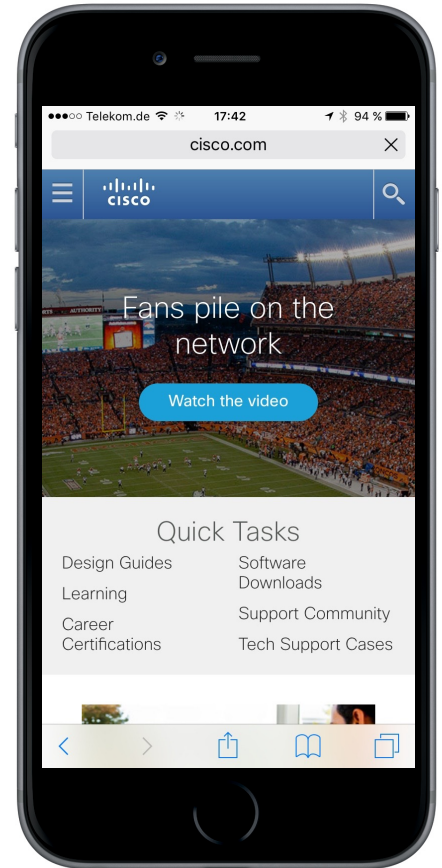 Telekom.de 17:42 94 %
cisco.com
CISCO
AUTHORITY
Fans pile on the
network
Watch the video
Quick Tasks
Design Guides
Learning
Career
Certifications
Software
Downloads
Support Community
Tech Support Cases